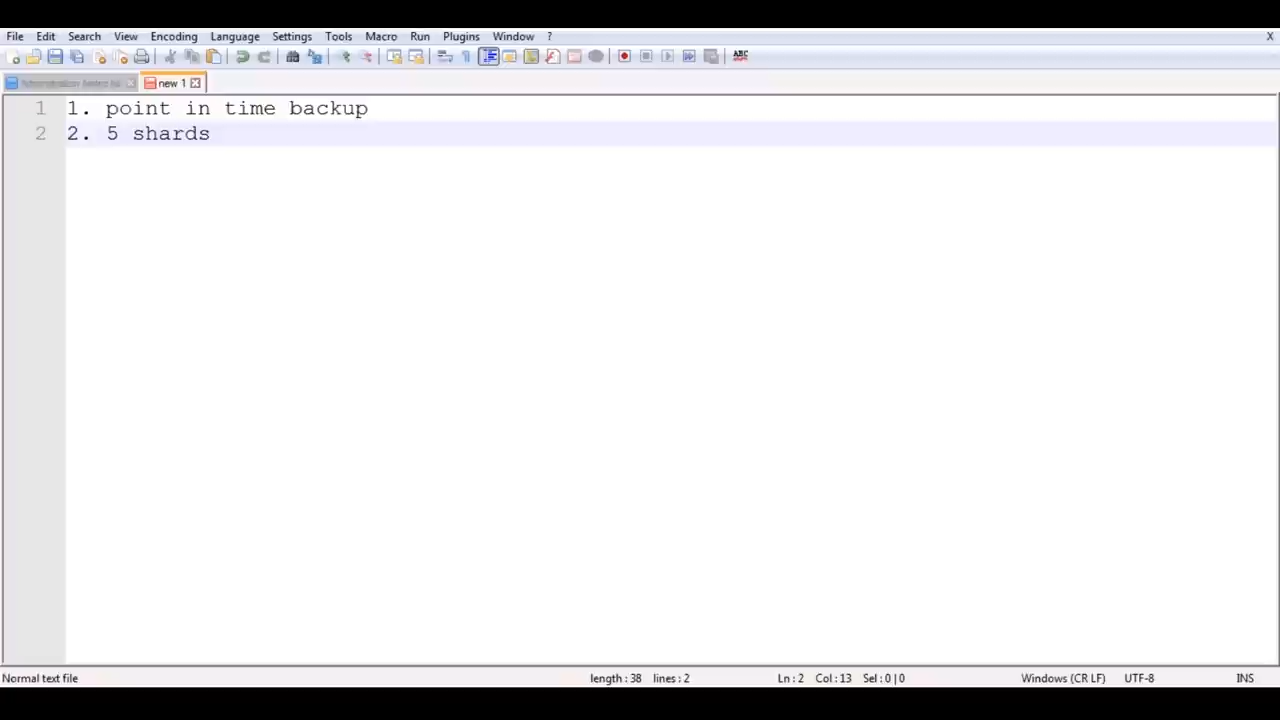 File Edit Search View Encoding Language Settings Tools Macro Run Plugins Window ? X
ABC
new 1
1 1. point in time backup
2 2. 5 shards
Normal text file length : 38 lines : 2 Ln : 2 Col : 13 Sel : 0 | 0 Windows (CR LF) UTF-8 INS